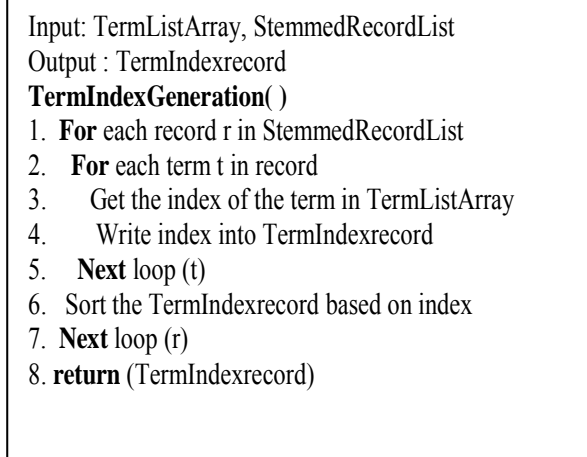 Input: TermListArray, StemmedRecordList
Output : TermIndexrecord
TermIndexGeneration( )
1. For each record r in StemmedRecordList
2. For each term t in record
3. Get the index of the term in TermListArray
4. Write index into TermIndexrecord
5. Next loop (t)
6. Sort the TermIndexrecord based on index
7. Next loop (r)
8. return (TermIndexrecord)